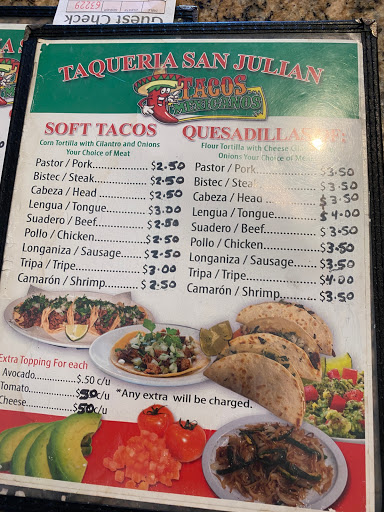 Guest Check
63229
TAQUERIA SAN JULIAN
TACOS
SOFT TACOS
Corn Tortilla with Cilantro and Onions
Your Choice of Meat
Pastor / Pork.....$2.50
Bistec / Steak.....$2.50
Cabeza / Head.....$2.50
Lengua / Tongue.....$3.00
Suadero / Beef.....$2.50
Pollo / Chicken.....$2.50
Longaniza / Sausage.....$2.50
Tripa / Tripe.....$3.00
Camarón / Shrimp.....$2.50
QUESADILLAS
Flour Tortilla with Cheese
Onions Your Choice of Meat
Pastor / Pork.....$3.50
Bistec / Steak.....$3.50
Cabeza / Head.....$3.50
Lengua / Tongue.....$4.00
Suadero / Beef.....$3.50
Pollo / Chicken.....$3.50
Longaniza / Sausage.....$3.50
Tripa / Tripe.....$4.00
Camarón / Shrimp.....$3.50
Extra Topping For each
Avocado.....$.50 c/u
Tomato.....$.50 c/u
Cheese.....$.50 c/u
*Any extra will be charged.